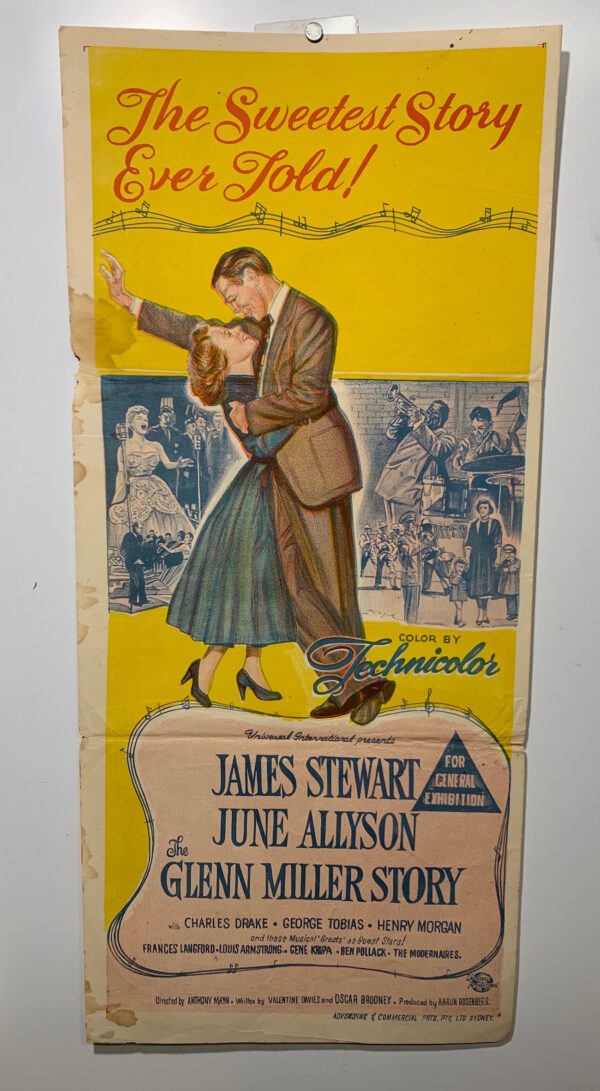 The Sweetest Story
Ever Told!
COLOR BY
Technicolor
Universal International presents
JAMES STEWART
FOR
GENERAL
EXHIBITION
JUNE ALLYSON
The
GLENN MILLER STORY
with CHARLES DRAKE • GEORGE TOBIAS • HENRY MORGAN
and these Musical "Greats" as Guest Stars!
FRANCES LANGFORD • LOUIS ARMSTRONG • GENE KRUPA • BEN POLLACK • THE MODERNAIRES.
Directed by ANTHONY MANN • Written by VALENTINE DAVIES and OSCAR BRODNEY • Produced by AARON ROSENBERG.
ADVERSING & COMMERCIAL PRTS. PTY, LTD SYDNEY.